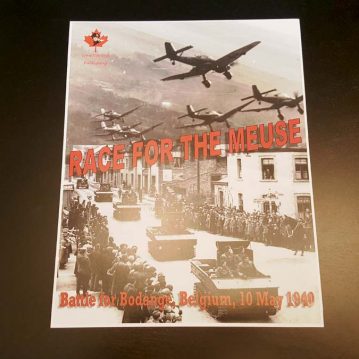 RACE FOR THE MEUSE
Battle for Bodange, Belgium, 10 May 1940